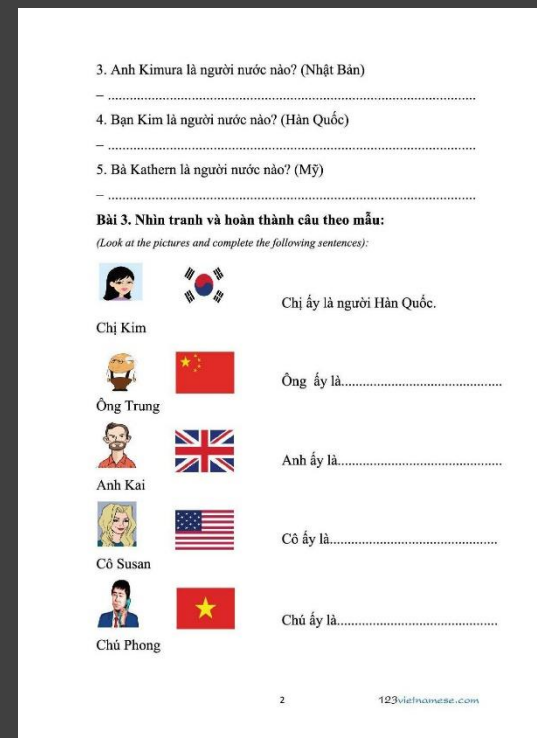 3. Anh Kimura là người nước nào? (Nhật Bản)
– ............................................................................................
4. Bạn Kim là người nước nào? (Hàn Quốc)
– ............................................................................................
5. Bà Kathern là người nước nào? (Mỹ)
– ............................................................................................
Bài 3. Nhìn tranh và hoàn thành câu theo mẫu:
(Look at the pictures and complete the following sentences):
Chị ấy là người Hàn Quốc.
Chị Kim
Ông ấy là........................................
Ông Trung
Anh ấy là.........................................
Anh Kai
Cô ấy là..........................................
Cô Susan
Chú ấy là........................................
Chú Phong
2
123vietnamese.com